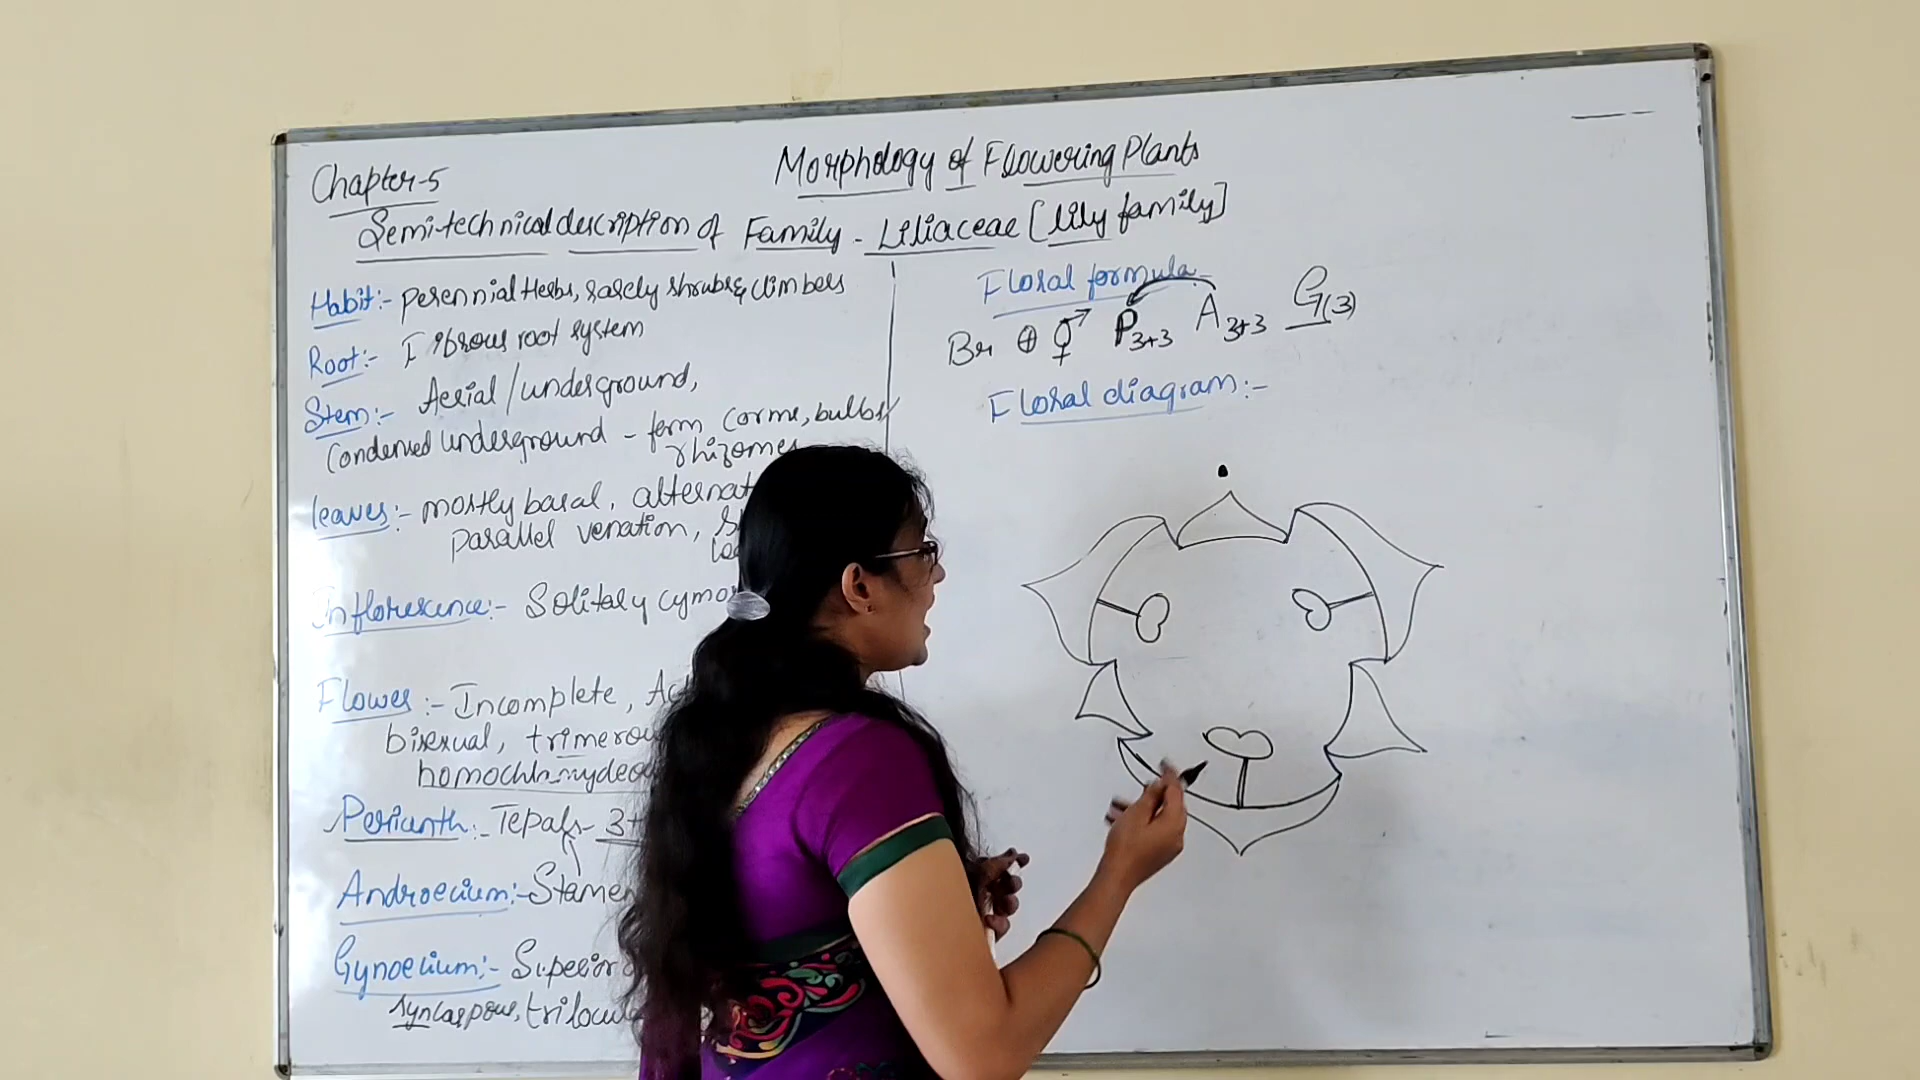 Chapter-5
Morphology of Flowering Plants
Semi-technical description of Family - Liliaceae [lily family]
Habit:- perennial Herbs, rarely shrubs & climbers
Root:- Fibrous root system
Stem:- Aerial / underground,
Condensed underground - form corms, bulbs
rhizomes
leaves:- mostly basal, alternat
parallel venation,
Inflorescence:- Solitary cymo
Flower:- Incomplete, Act
bisexual, trimerou
homochlamydeou
Perianth:- Tepals- 3+
Androecium:- Stamen
Gynoecium:- Superior
syncarpous, trilocula
Floral formula
Br ⊕ ⚥ P3+3 A3+3 G(3)
Floral diagram:-